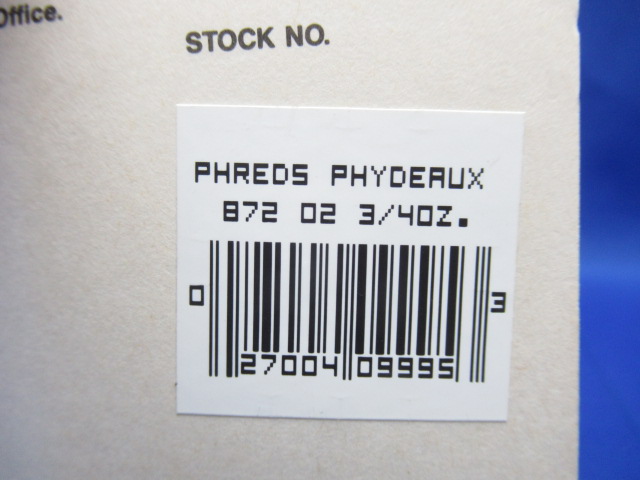 Office.
STOCK NO.
PHREDS PHYDEAUX
872 02 3/4OZ.
0 27004 09995 3